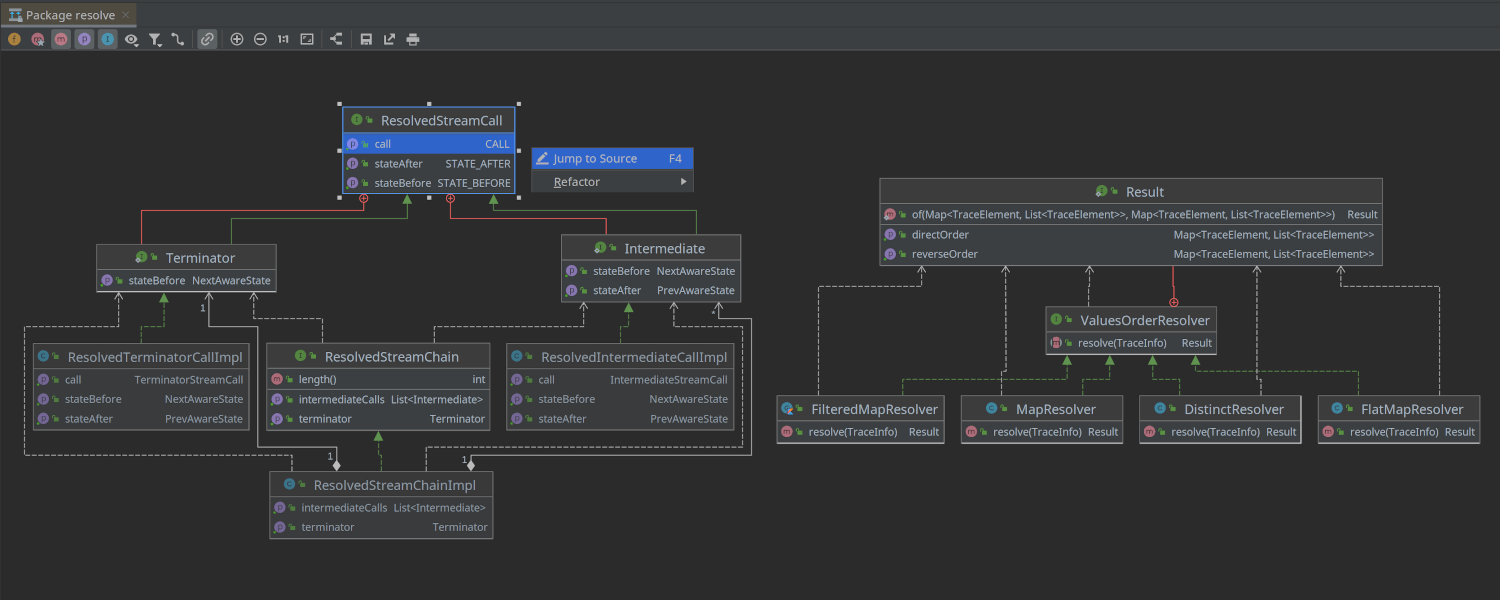 Package resolve
1:1
ResolvedStreamCall
call CALL
stateAfter STATE_AFTER
stateBefore STATE_BEFORE
Jump to Source F4
Refactor
Terminator
stateBefore NextAwareState
Intermediate
stateBefore NextAwareState
stateAfter PrevAwareState
1
*
ResolvedTerminatorCallImpl
call TerminatorStreamCall
stateBefore NextAwareState
stateAfter PrevAwareState
ResolvedStreamChain
length() int
intermediateCalls List<Intermediate>
terminator Terminator
ResolvedIntermediateCallImpl
call IntermediateStreamCall
stateBefore NextAwareState
stateAfter PrevAwareState
1
1
ResolvedStreamChainImpl
intermediateCalls List<Intermediate>
terminator Terminator
Result
of(Map<TraceElement, List<TraceElement>>, Map<TraceElement, List<TraceElement>>) Result
directOrder Map<TraceElement, List<TraceElement>>
reverseOrder Map<TraceElement, List<TraceElement>>
ValuesOrderResolver
resolve(TraceInfo) Result
FilteredMapResolver
resolve(TraceInfo) Result
MapResolver
resolve(TraceInfo) Result
DistinctResolver
resolve(TraceInfo) Result
FlatMapResolver
resolve(TraceInfo) Result